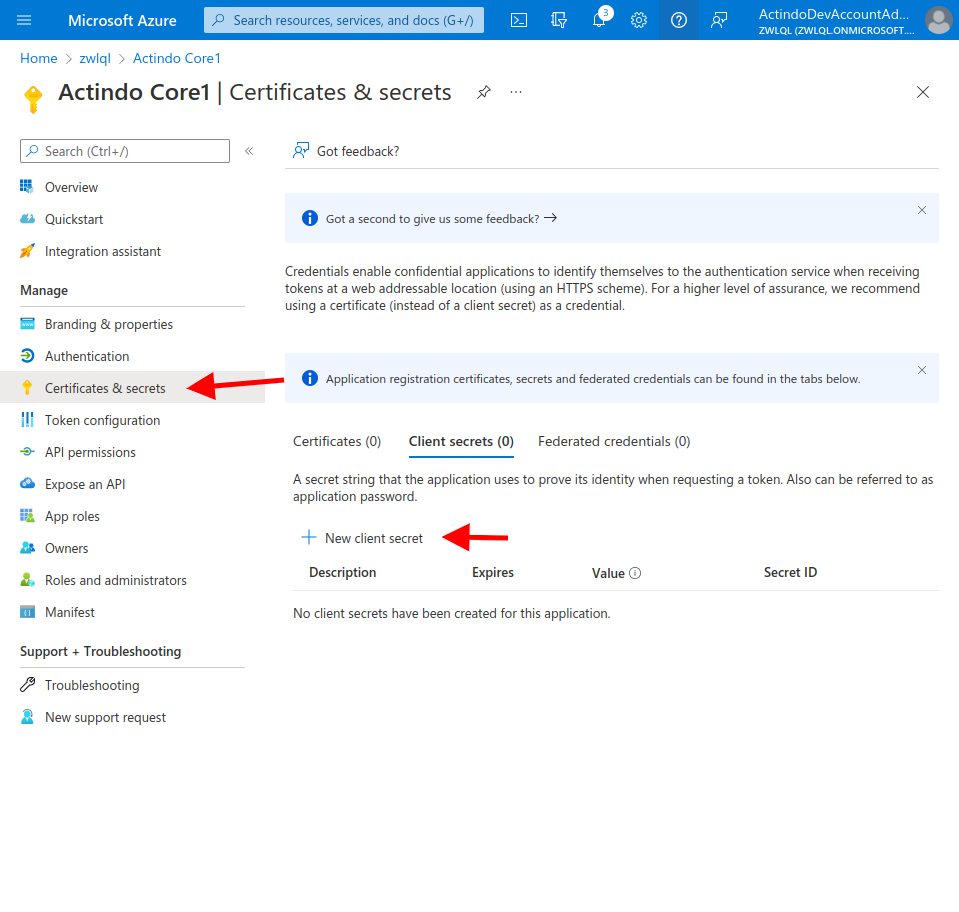 Microsoft Azure
Search resources, services, and docs (G+/)
3
ActindoDevAccountAd...
ZWLQL (ZWLQL.ONMICROSOFT....
Home > zwlql > Actindo Core1
Actindo Core1 | Certificates & secrets
...
Search (Ctrl+/)
«
Overview
Quickstart
Integration assistant
Manage
Branding & properties
Authentication
Certificates & secrets
Token configuration
API permissions
Expose an API
App roles
Owners
Roles and administrators
Manifest
Support + Troubleshooting
Troubleshooting
New support request
Got feedback?
Got a second to give us some feedback? →
Credentials enable confidential applications to identify themselves to the authentication service when receiving
tokens at a web addressable location (using an HTTPS scheme). For a higher level of assurance, we recommend
using a certificate (instead of a client secret) as a credential.
Application registration certificates, secrets and federated credentials can be found in the tabs below.
Certificates (0) Client secrets (0) Federated credentials (0)
A secret string that the application uses to prove its identity when requesting a token. Also can be referred to as
application password.
+ New client secret
Description Expires Value Secret ID
No client secrets have been created for this application.